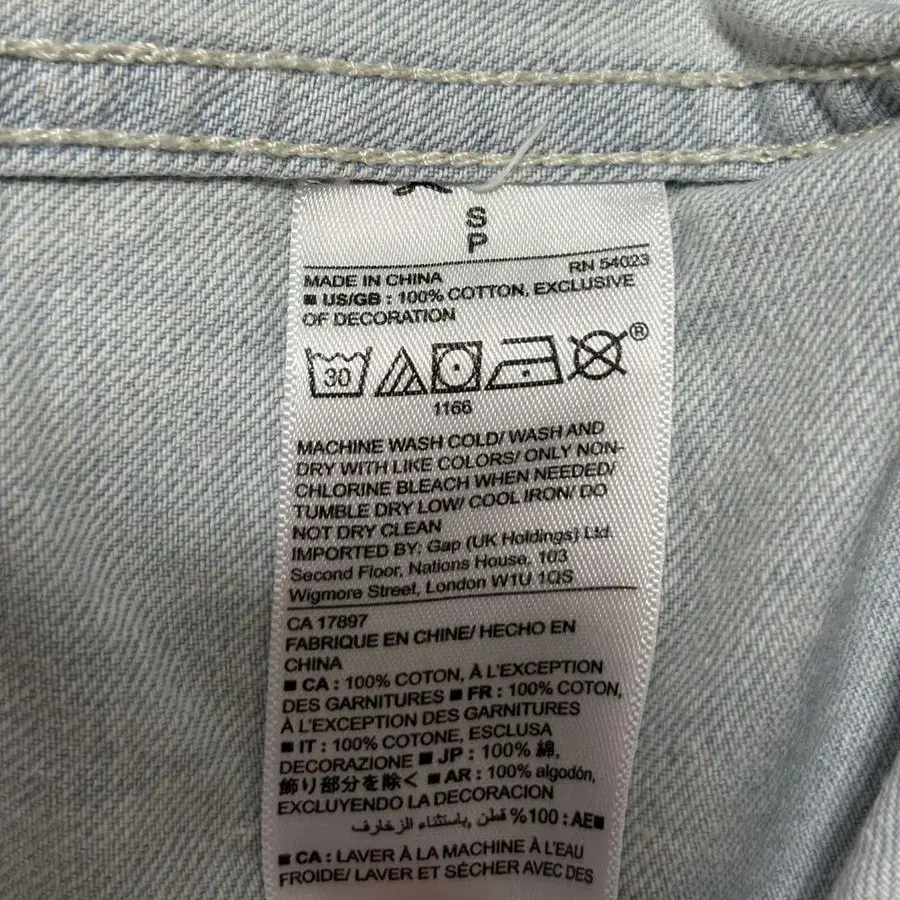 S
P
RN 54023
MADE IN CHINA
■ US/GB : 100% COTTON, EXCLUSIVE
OF DECORATION
30
®
1166
MACHINE WASH COLD/ WASH AND
DRY WITH LIKE COLORS/ ONLY NON-
CHLORINE BLEACH WHEN NEEDED/
TUMBLE DRY LOW/ COOL IRON/ DO
NOT DRY CLEAN
IMPORTED BY: Gap (UK Holdings) Ltd.
Second Floor, Nations House, 103
Wigmore Street, London W1U 1QS
CA 17897
FABRIQUE EN CHINE/ HECHO EN
CHINA
■ CA : 100% COTON, À L'EXCEPTION
DES GARNITURES ■ FR : 100% COTON,
À L'EXCEPTION DES GARNITURES
■ IT : 100% COTONE, ESCLUSA
DECORAZIONE ■ JP : 100% 綿,
飾り部分を除く ■ AR : 100% algodón,
EXCLUYENDO LA DECORACION
■AE: 100% قطن ,باستثناء الزخارف
■ CA : LAVER À LA MACHINE À L'EAU
FROIDE/ LAVER ET SÉCHER AVEC DES